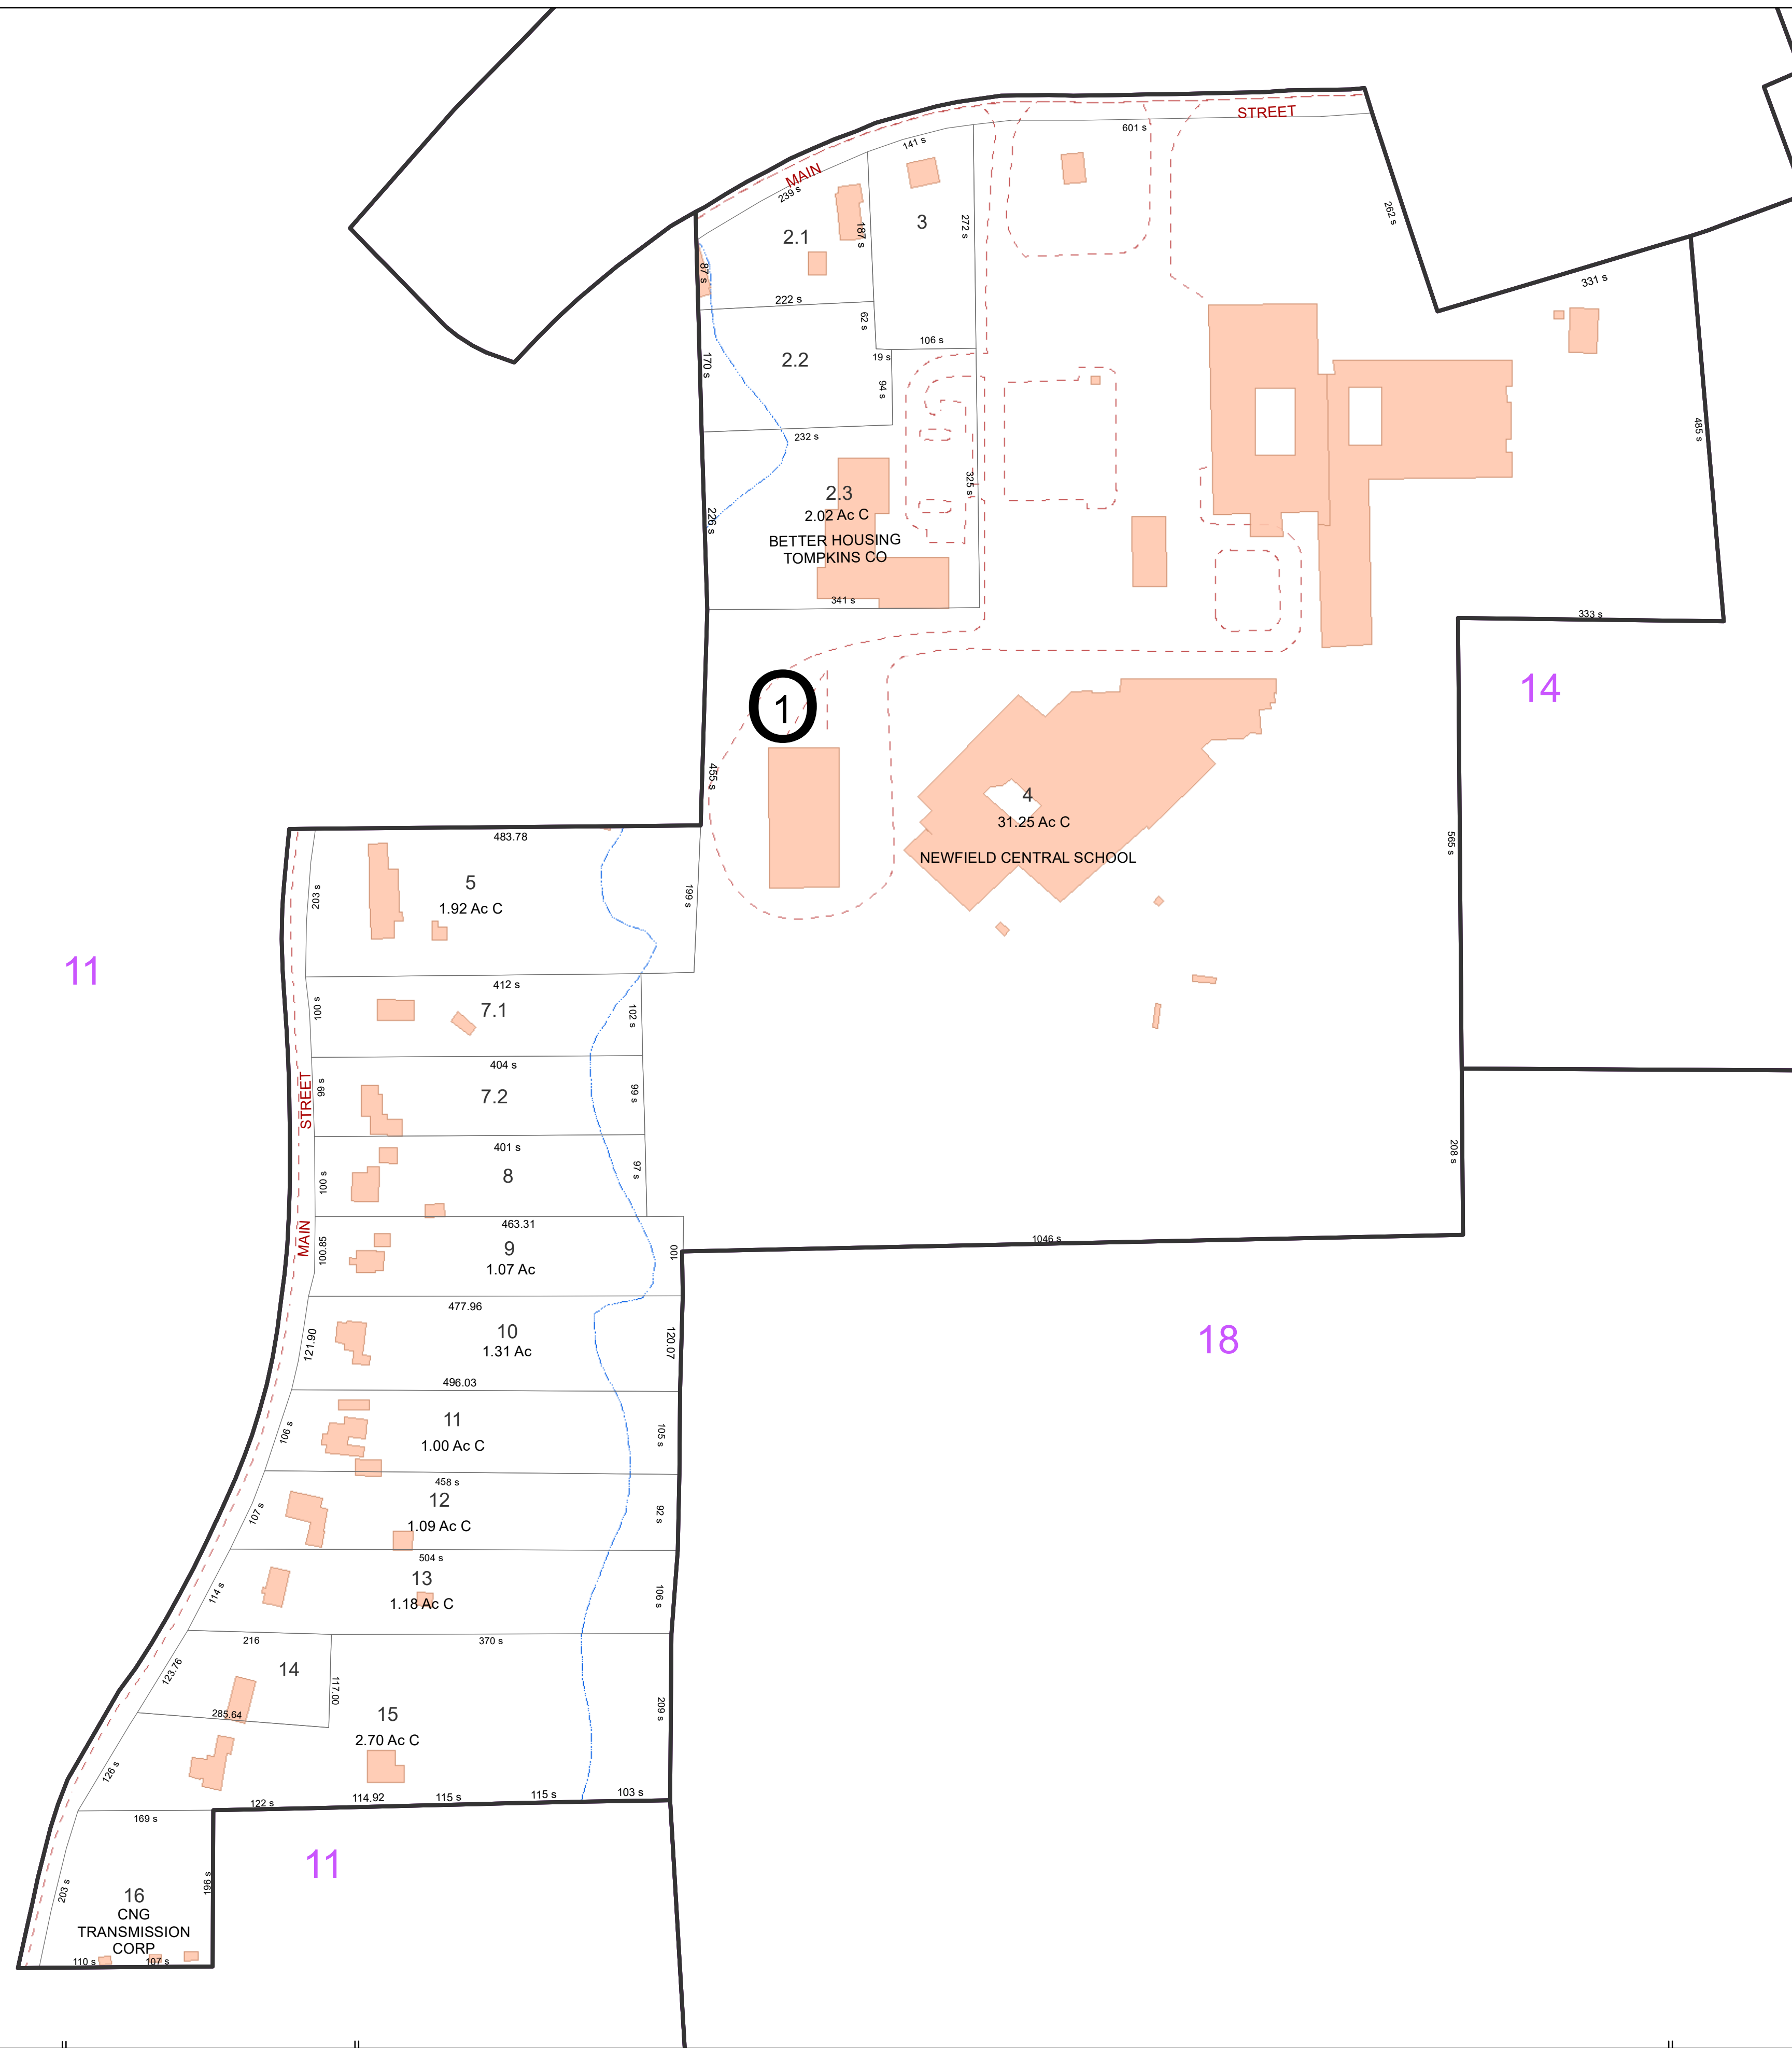 STREET
601 s
141 s
MAIN
239 s
262 s
3
272 s
187 s
2.1
87 s
222 s
331 s
62 s
106 s
19 s
2.2
170 s
94 s
485 s
232 s
325 s
2.3
2.02 Ac C
226 s
BETTER HOUSING
TOMPKINS CO
341 s
333 s
14
1
455 s
4
31.25 Ac C
NEWFIELD CENTRAL SCHOOL
565 s
483.78
5
1.92 Ac C
203 s
199 s
11
412 s
7.1
100 s
102 s
404 s
7.2
99 s
99 s
STREET
401 s
8
100 s
97 s
208 s
463.31
MAIN
9
1.07 Ac
100.85
100
1046 s
477.96
10
1.31 Ac
121.90
120.07
18
496.03
11
1.00 Ac C
106 s
105 s
458 s
12
1.09 Ac C
107 s
92 s
504 s
13
1.18 Ac C
114 s
106 s
216
370 s
14
123.76
117.00
285.64
15
2.70 Ac C
209 s
126 s
122 s
114.92
115 s
115 s
103 s
169 s
11
203 s
196 s
16
CNG
TRANSMISSION
CORP
110 s
107 s